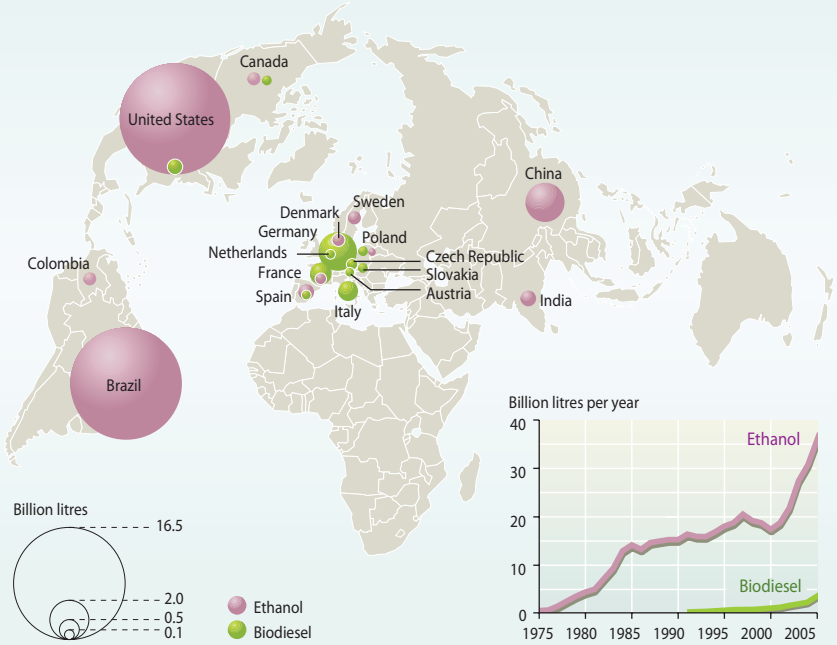 Canada
United States
China
Sweden
Denmark
Germany
Poland
Netherlands
Czech Republic
Colombia
France
Slovakia
Spain
Austria
India
Italy
Brazil
Billion litres
16.5
2.0
0.5
0.1
Ethanol
Biodiesel
Billion litres per year
40
30
20
10
0
Ethanol
Biodiesel
1975 1980 1985 1990 1995 2000 2005